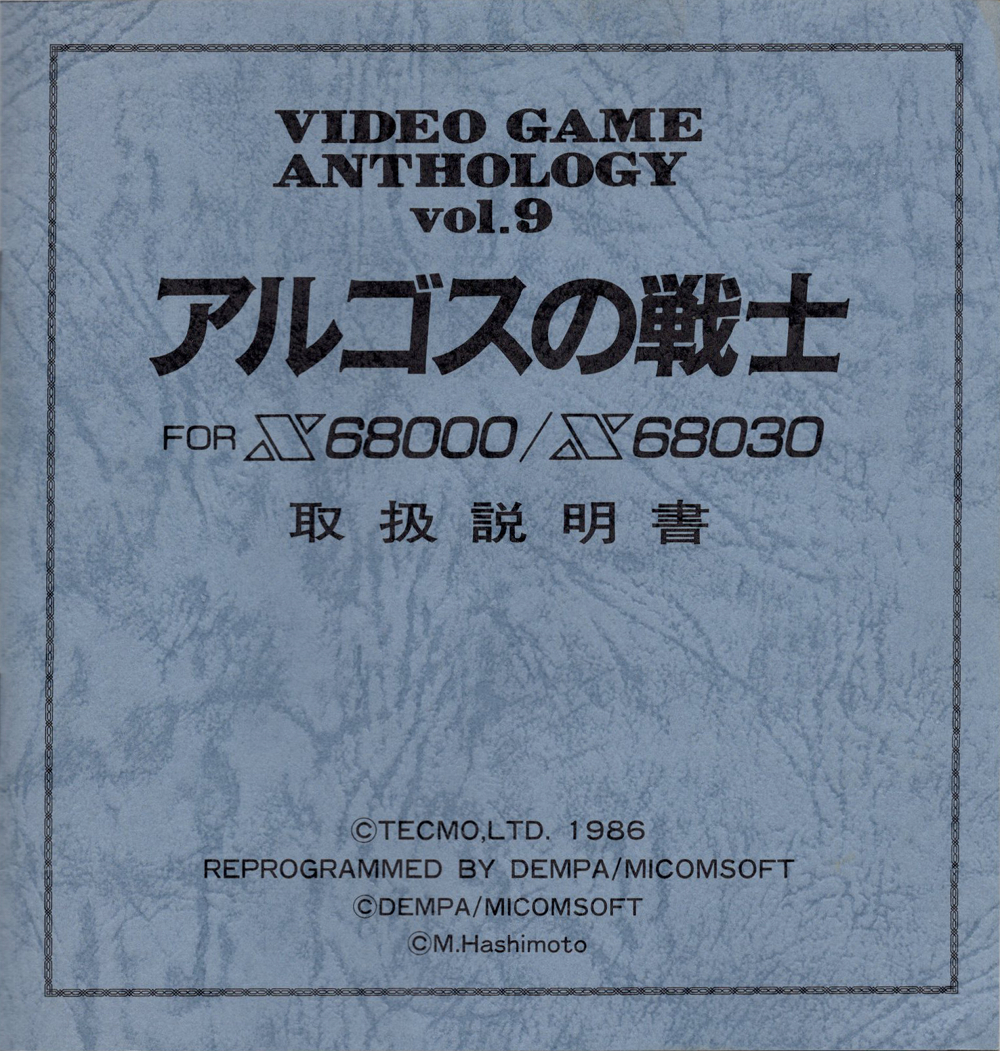 VIDEO GAME
ANTHOLOGY
vol.9
アルゴスの戦士
FOR X68000/X68030
取扱説明書
©TECMO,LTD. 1986
REPROGRAMMED BY DEMPA/MICOMSOFT
©DEMPA/MICOMSOFT
©M.Hashimoto